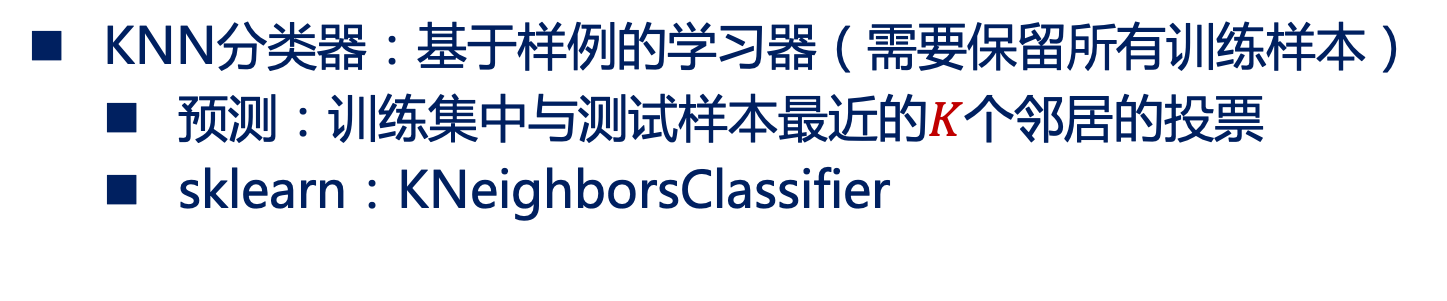 ■ KNN分类器：基于样例的学习器（需要保留所有训练样本）
■ 预测：训练集中与测试样本最近的K个邻居的投票
■ sklearn：KNeighborsClassifier